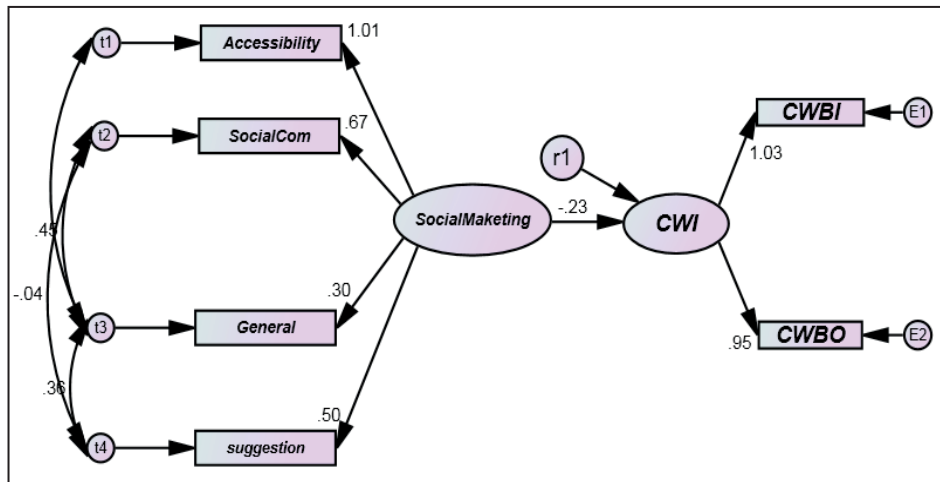 t1
Accessibility
1.01
t2
SocialCom
.67
CWBI
E1
1.03
r1
SocialMaketing
-.23
CWI
.45
-.04
.30
t3
General
.95
CWBO
E2
.36
.50
t4
suggestion